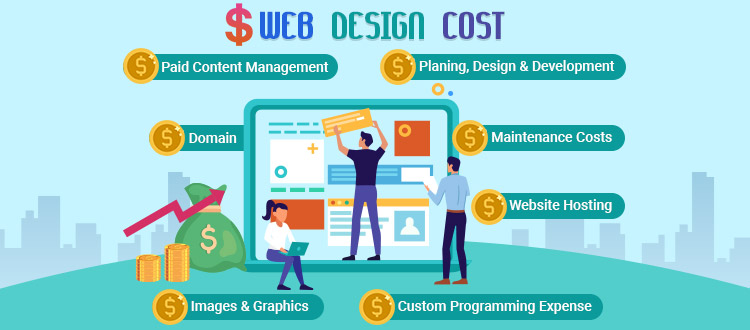 $ WEB DESIGN COST
Paid Content Management
Planing, Design & Development
Domain
Maintenance Costs
Website Hosting
Images & Graphics
Custom Programming Expense